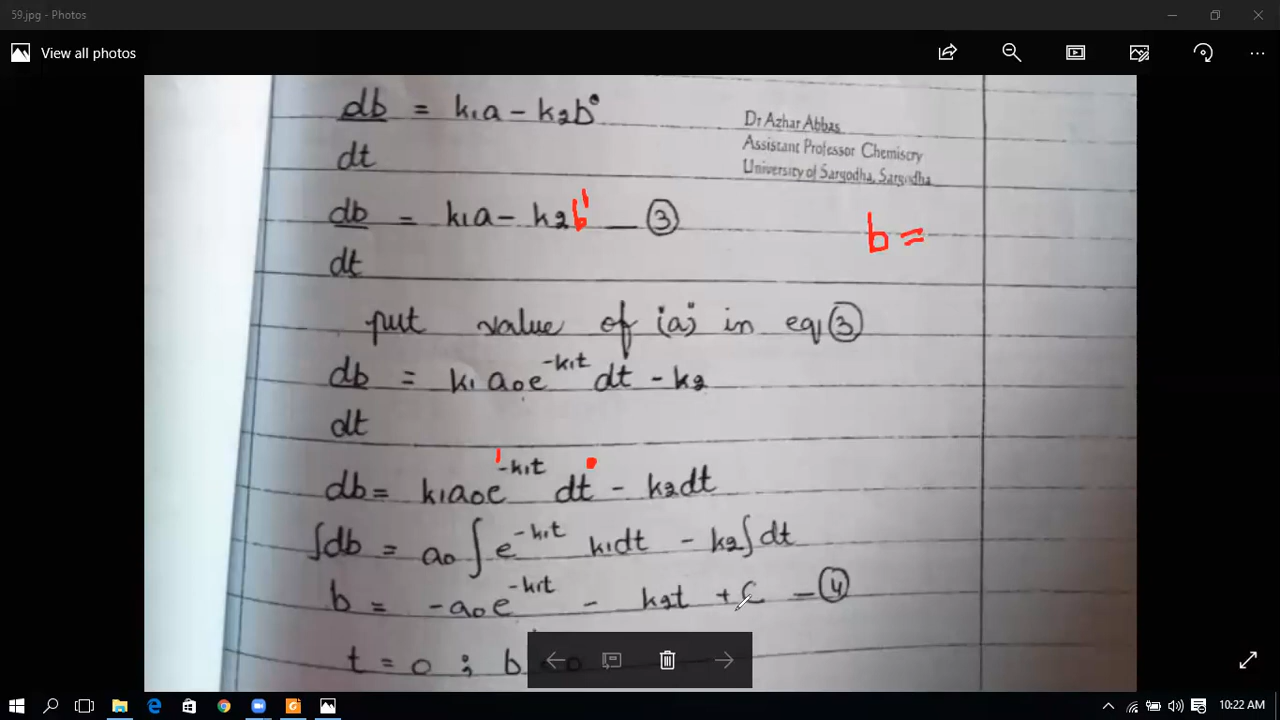 59.jpg - Photos
View all photos
db = k₁a - k₂b°
dt
Dr Azhar Abbas
Assistant Professor Chemistry
University of Sargodha, Sargodha
db = k₁a - k₂b' — ③
dt
b =
put value of "a" in eq ③
db = k₁ a₀e^-k₁t dt - k₂
dt
db = k₁a₀e^-k₁t dt - k₂dt
∫db = a₀ ∫e^-k₁t k₁dt - k₂∫dt
b = -a₀e^-k₁t - k₂t + C — ④
t = 0 ; b
10:22 AM